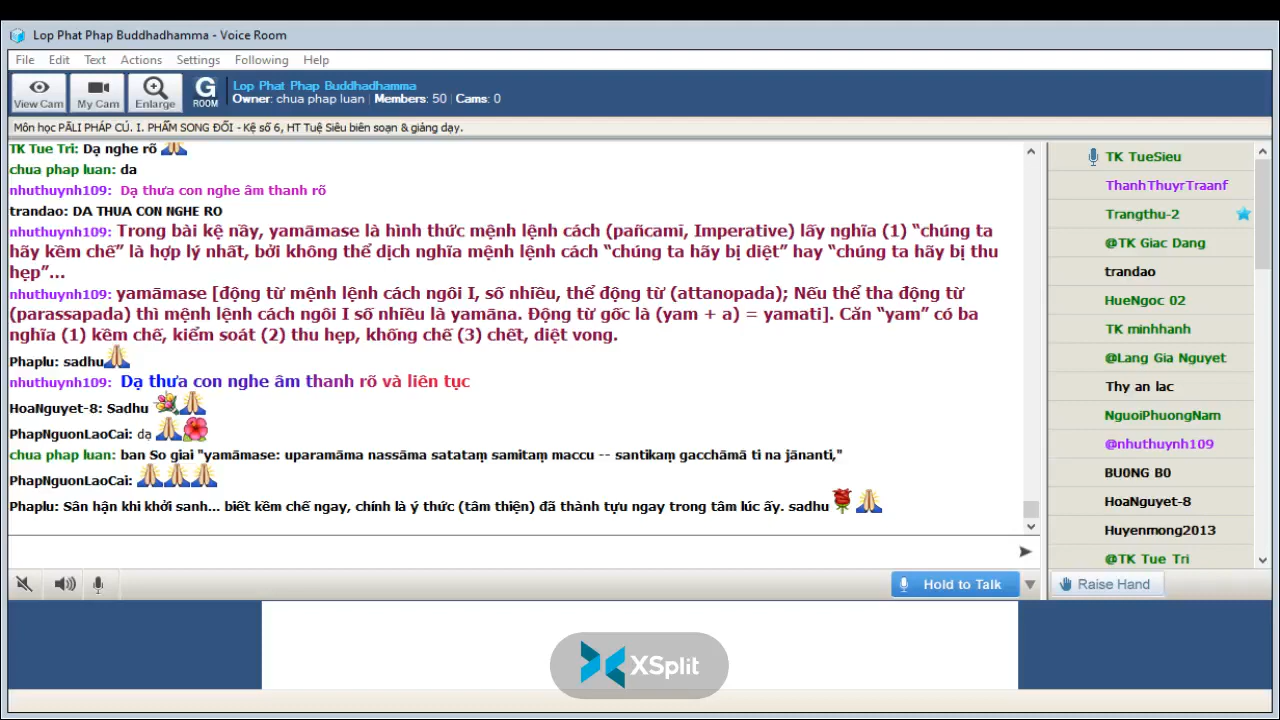 Lop Phat Phap Buddhadhamma - Voice Room
File Edit Text Actions Settings Following Help
View Cam
My Cam
Enlarge
G
ROOM
Lop Phat Phap Buddhadhamma
Owner: chua phap luan | Members: 50 | Cams: 0
Môn học PĀLI PHÁP CÚ. I. PHẨM SONG ĐỐI - Kệ số 6, HT Tuệ Siêu biên soạn & giảng dạy.
TK Tue Tri: Dạ nghe rõ
chua phap luan: da
nhuthuynh109: Dạ thưa con nghe âm thanh rõ
trandao: DA THUA CON NGHE RO
nhuthuynh109: Trong bài kệ nầy, yamāmase là hình thức mệnh lệnh cách (pañcami, Imperative) lấy nghĩa (1) “chúng ta
hãy kềm chế” là hợp lý nhất, bởi không thể dịch nghĩa mệnh lệnh cách “chúng ta hãy bị diệt” hay “chúng ta hãy bị thu
hẹp”...
nhuthuynh109: yamāmase [động từ mệnh lệnh cách ngôi I, số nhiều, thể động từ (attanopada); Nếu thể tha động từ
(parassapada) thì mệnh lệnh cách ngôi I số nhiều là yamāna. Động từ gốc là (yam + a) = yamati]. Căn “yam” có ba
nghĩa (1) kềm chế, kiểm soát (2) thu hẹp, khống chế (3) chết, diệt vong.
Phaplu: sadhu
nhuthuynh109: Dạ thưa con nghe âm thanh rõ và liên tục
HoaNguyet-8: Sadhu
PhapNguonLaoCai: dạ
chua phap luan: ban So giai "yamāmase: uparamāma nassāma satataṃ samitaṃ maccu -- santikaṃ gacchāmā ti na jānanti,"
PhapNguonLaoCai:
Phaplu: Sân hận khi khởi sanh... biết kềm chế ngay, chính là ý thức (tâm thiện) đã thành tựu ngay trong tâm lúc ấy. sadhu
TK TueSieu
ThanhThuyrTraanf
Trangthu-2
@TK Giac Dang
trandao
HueNgoc 02
TK minhhanh
@Lang Gia Nguyet
Thy an lac
NguoiPhuongNam
@nhuthuynh109
BU0NG B0
HoaNguyet-8
Huyenmong2013
@TK Tue Tri
Hold to Talk
Raise Hand
XSplit